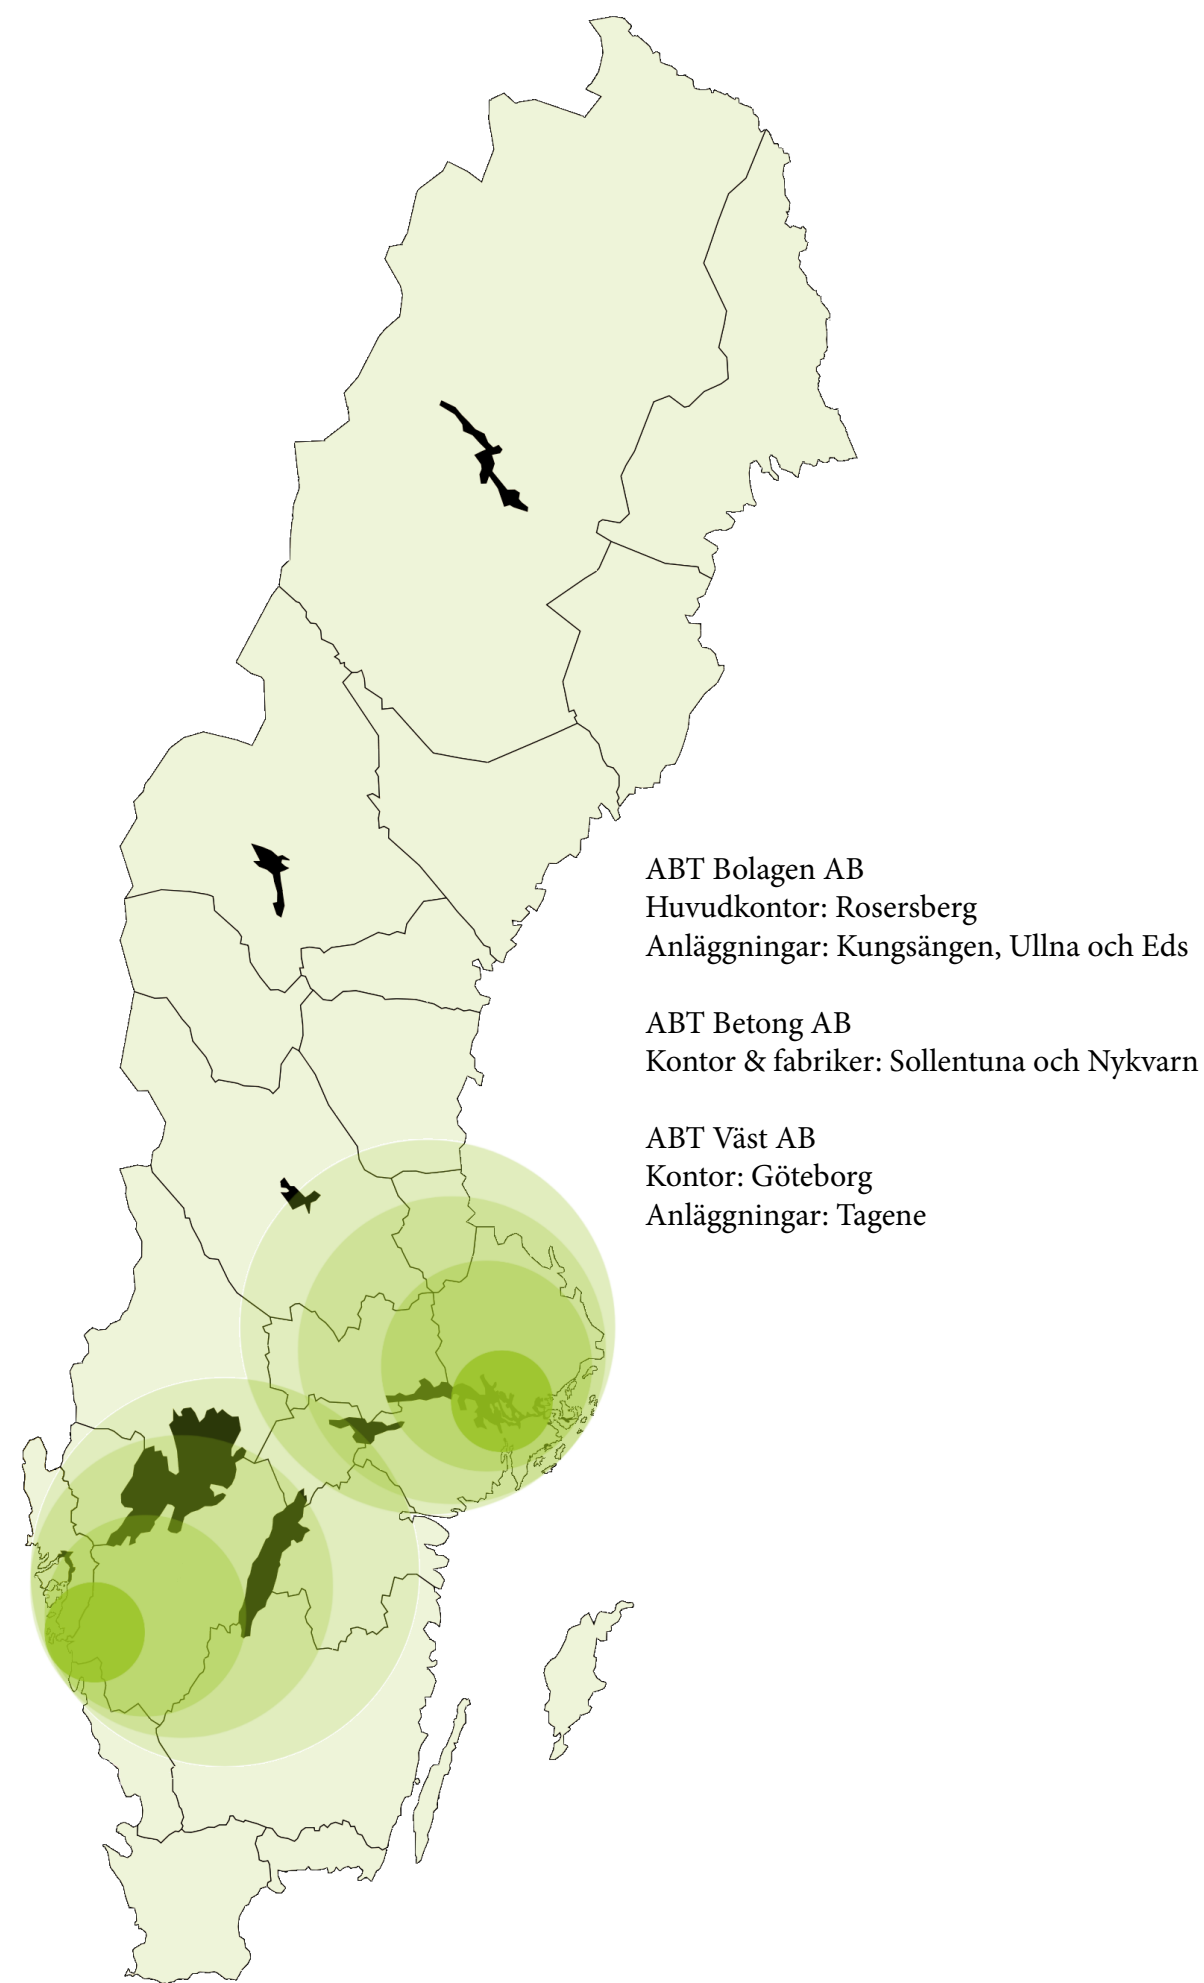 ABT Bolagen AB
Huvudkontor: Rosersberg
Anläggningar: Kungsängen, Ullna och Eds
ABT Betong AB
Kontor & fabriker: Sollentuna och Nykvarn
ABT Väst AB
Kontor: Göteborg
Anläggningar: Tagene